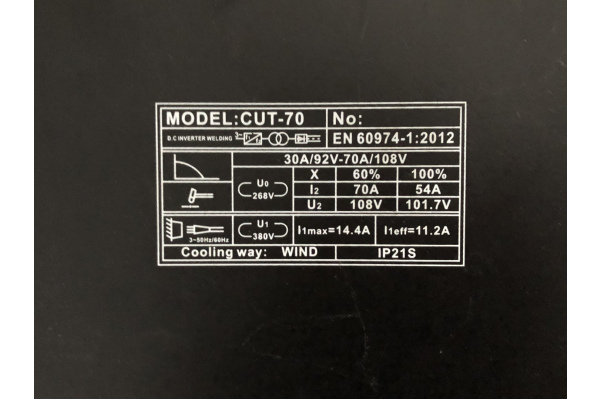 MODEL:CUT-70 No:
D.C INVERTER WELDING EN 60974-1:2012
30A/92V-70A/108V
X 60% 100%
U₀ 268V I₂ 70A 54A
U₂ 108V 101.7V
U₁ 380V I1max=14.4A I1eff=11.2A
3~50Hz/60Hz
Cooling way: WIND IP21S